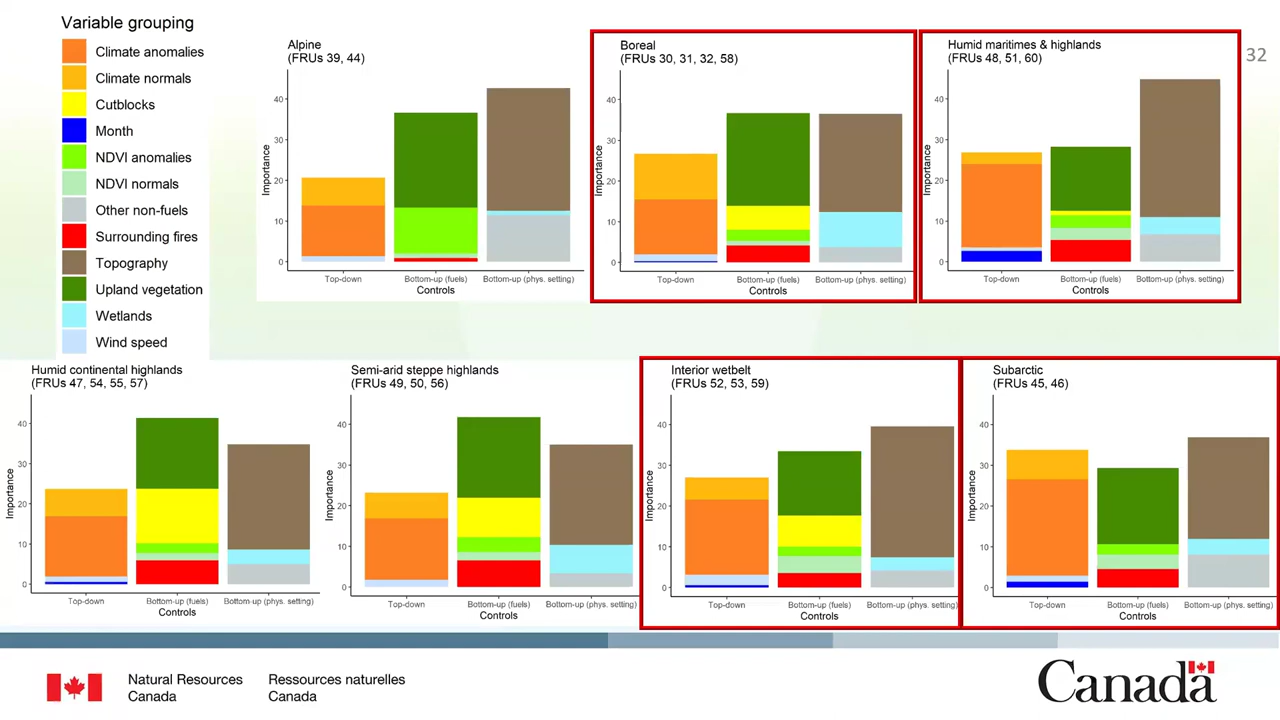 Variable grouping
Climate anomalies
Climate normals
Cutblocks
Month
NDVI anomalies
NDVI normals
Other non-fuels
Surrounding fires
Topography
Upland vegetation
Wetlands
Wind speed
Alpine
(FRUs 39, 44)
Importance
40
30
20
10
0
Top-down
Bottom-up (fuels)
Bottom-up (phys. setting)
Controls
Boreal
(FRUs 30, 31, 32, 58)
Importance
40
30
20
10
0
Top-down
Bottom-up (fuels)
Bottom-up (phys. setting)
Controls
Humid maritimes & highlands
(FRUs 48, 51, 60)
Importance
40
30
20
10
0
Top-down
Bottom-up (fuels)
Bottom-up (phys. setting)
Controls
32
Humid continental highlands
(FRUs 47, 54, 55, 57)
Importance
40
30
20
10
0
Top-down
Bottom-up (fuels)
Bottom-up (phys. setting)
Controls
Semi-arid steppe highlands
(FRUs 49, 50, 56)
Importance
40
30
20
10
0
Top-down
Bottom-up (fuels)
Bottom-up (phys. setting)
Controls
Interior wetbelt
(FRUs 52, 53, 59)
Importance
40
30
20
10
0
Top-down
Bottom-up (fuels)
Bottom-up (phys. setting)
Controls
Subarctic
(FRUs 45, 46)
Importance
40
30
20
10
0
Top-down
Bottom-up (fuels)
Bottom-up (phys. setting)
Controls
Natural Resources
Canada
Ressources naturelles
Canada
Canada